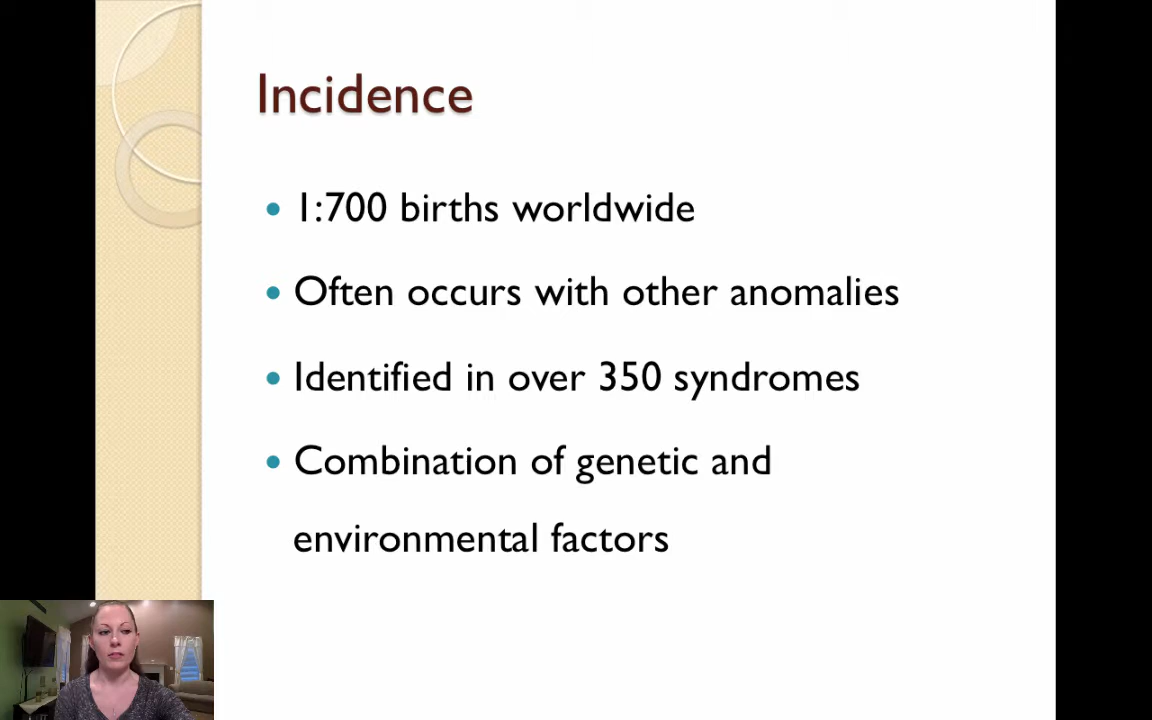 Incidence
• 1:700 births worldwide
• Often occurs with other anomalies
• Identified in over 350 syndromes
• Combination of genetic and
environmental factors